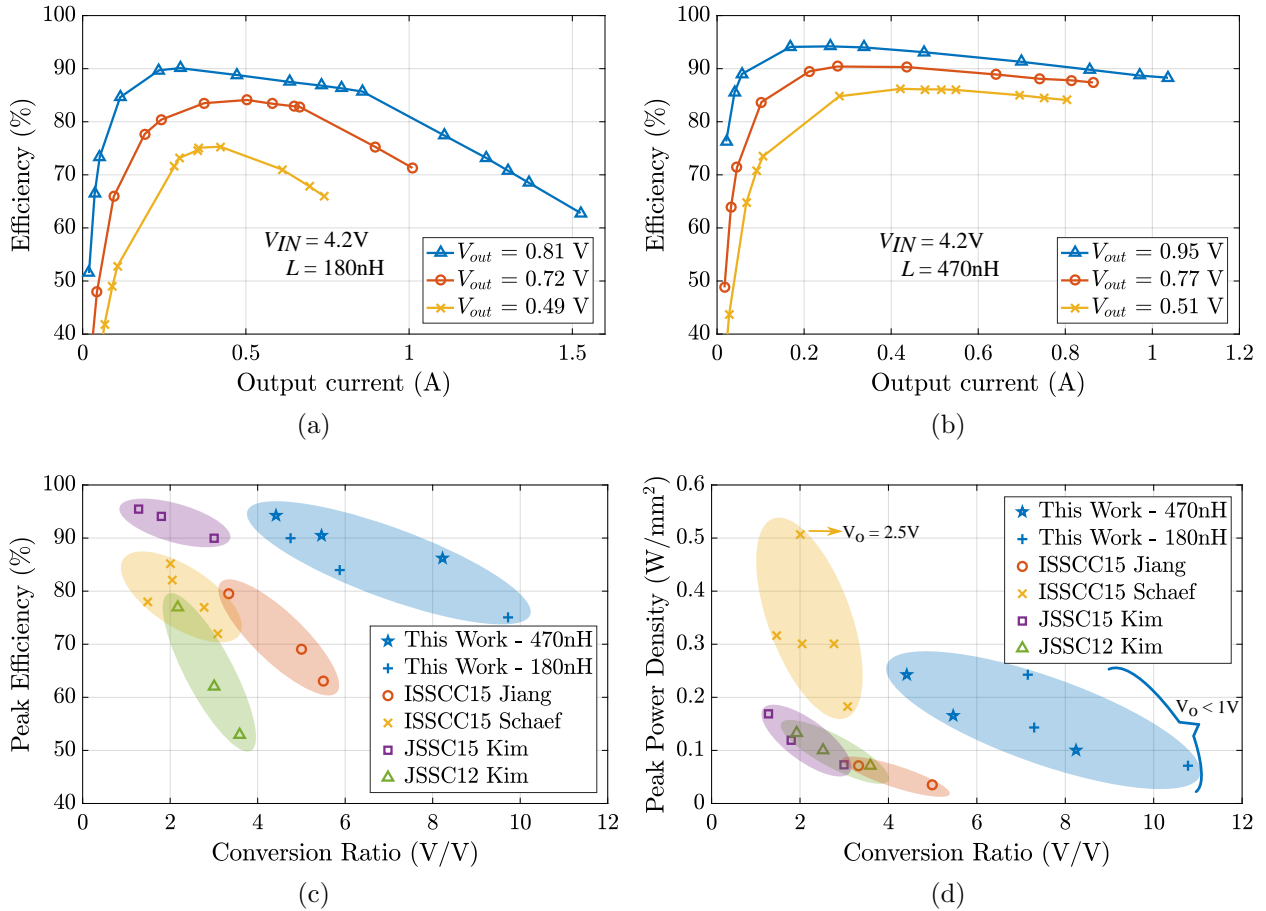 100
90
80
70
60
50
40
Efficiency (%)
0
0.5
1
1.5
Output current (A)
V_IN = 4.2V
L = 180nH
V_out = 0.81 V
V_out = 0.72 V
V_out = 0.49 V
(a)
100
90
80
70
60
50
40
Efficiency (%)
0
0.2
0.4
0.6
0.8
1
1.2
Output current (A)
V_IN = 4.2V
L = 470nH
V_out = 0.95 V
V_out = 0.77 V
V_out = 0.51 V
(b)
100
90
80
70
60
50
40
Peak Efficiency (%)
0
2
4
6
8
10
12
Conversion Ratio (V/V)
This Work - 470nH
This Work - 180nH
ISSCC15 Jiang
ISSCC15 Schaef
JSSC15 Kim
JSSC12 Kim
(c)
0.6
0.5
0.4
0.3
0.2
0.1
0
Peak Power Density (W/mm²)
0
2
4
6
8
10
12
Conversion Ratio (V/V)
Vo = 2.5V
This Work - 470nH
This Work - 180nH
ISSCC15 Jiang
ISSCC15 Schaef
JSSC15 Kim
JSSC12 Kim
Vo < 1V
(d)